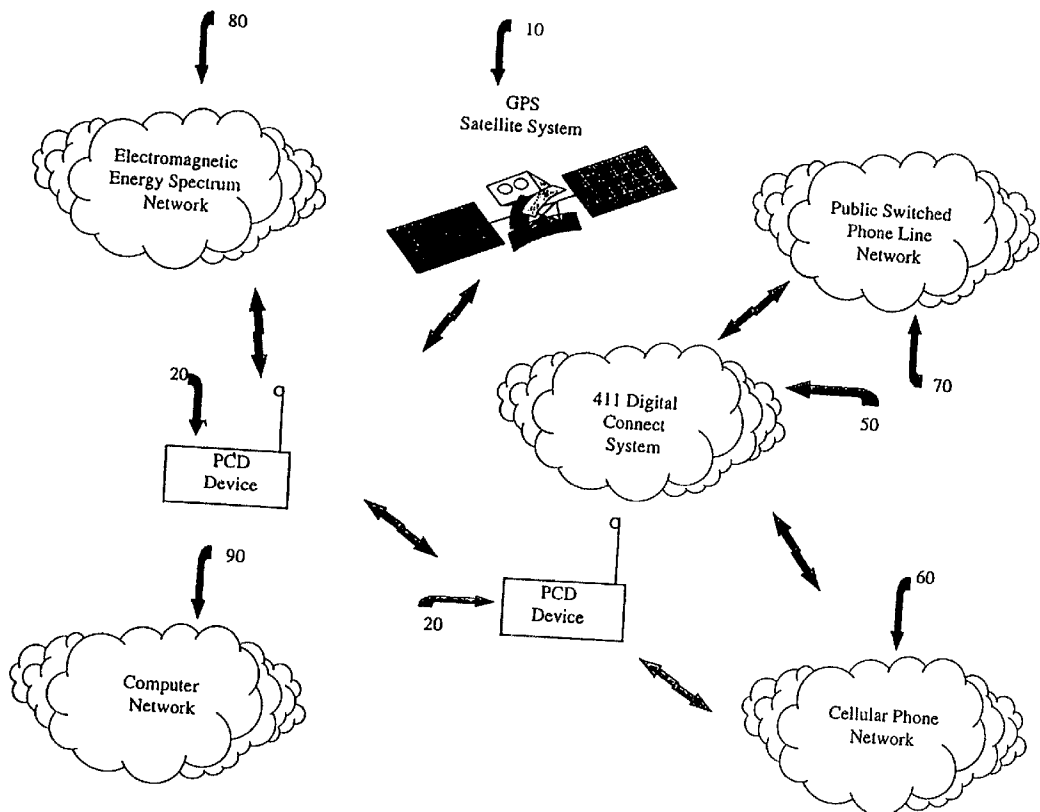 80
10
GPS
Satellite System
Electromagnetic
Energy Spectrum
Network
Public Switched
Phone Line
Network
20
411 Digital
Connect
System
70
50
PCD
Device
90
60
PCD
Device
20
Computer
Network
Cellular Phone
Network